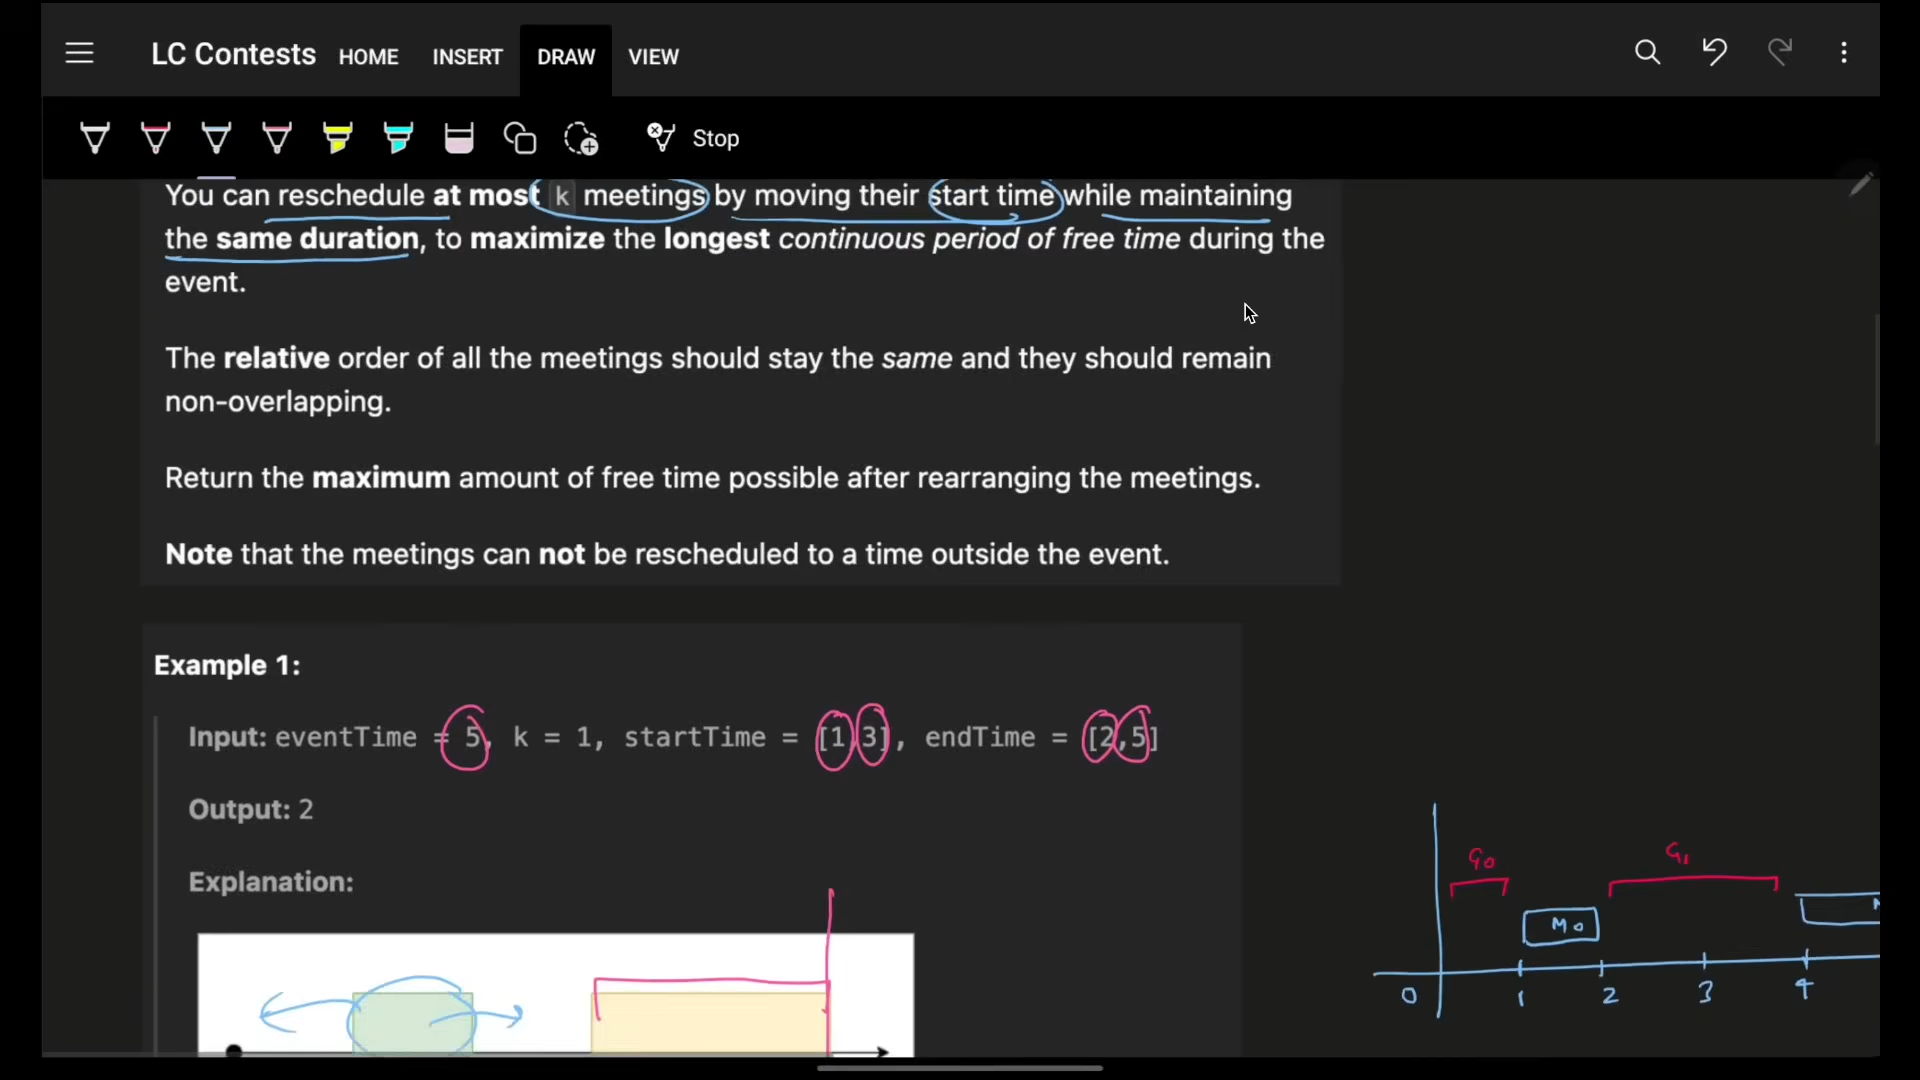 LC Contests HOME INSERT DRAW VIEW
Stop
You can reschedule at most k meetings by moving their start time while maintaining
the same duration, to maximize the longest continuous period of free time during the
event.
The relative order of all the meetings should stay the same and they should remain
non-overlapping.
Return the maximum amount of free time possible after rearranging the meetings.
Note that the meetings can not be rescheduled to a time outside the event.
Example 1:
Input: eventTime = 5, k = 1, startTime = [1,3], endTime = [2,5]
Output: 2
Explanation:
G0 G1
M0 M
0 1 2 3 4